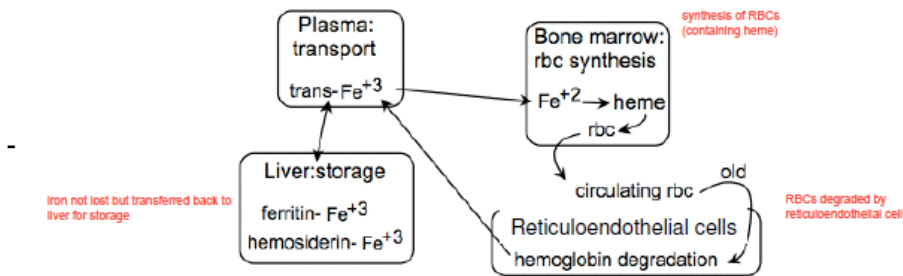 Plasma:
transport
trans-Fe+3
synthesis of RBCs
(containing heme)
Bone marrow:
rbc synthesis
Fe+2 heme
rbc
-
Iron not lost but transferred back to
liver for storage
Liver:storage
ferritin- Fe+3
hemosiderin- Fe+3
old
circulating rbc
Reticuloendothelial cells
hemoglobin degradation
RBCs degraded by
reticuloendothelial cell